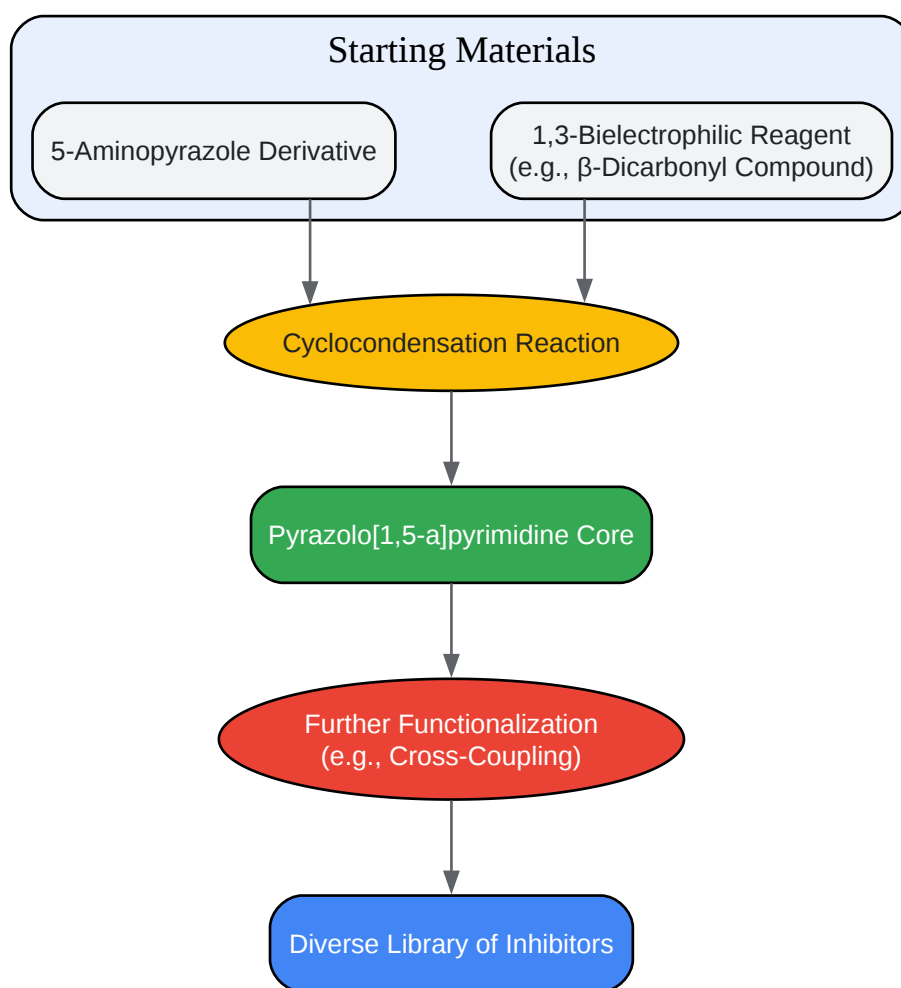 Starting Materials
5-Aminopyrazole Derivative
1,3-Bielectrophilic Reagent
(e.g., β-Dicarbonyl Compound)
Cyclocondensation Reaction
Pyrazolo[1,5-a]pyrimidine Core
Further Functionalization
(e.g., Cross-Coupling)
Diverse Library of Inhibitors